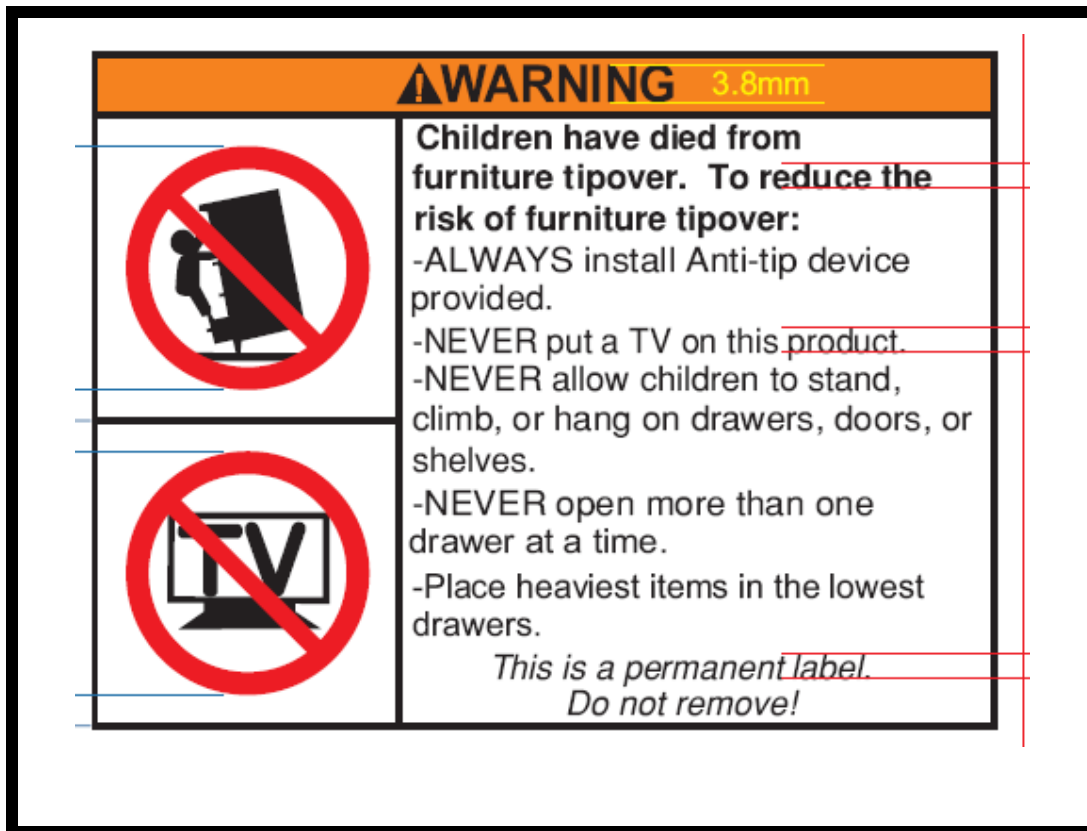 WARNING 3.8mm
Children have died from
furniture tipover. To reduce the
risk of furniture tipover:
-ALWAYS install Anti-tip device
provided.
-NEVER put a TV on this product.
-NEVER allow children to stand,
climb, or hang on drawers, doors, or
shelves.
-NEVER open more than one
drawer at a time.
-Place heaviest items in the lowest
drawers.
This is a permanent label.
Do not remove!
TV